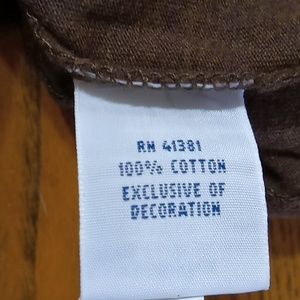 RN 41381
100% COTTON
EXCLUSIVE OF
DECORATION